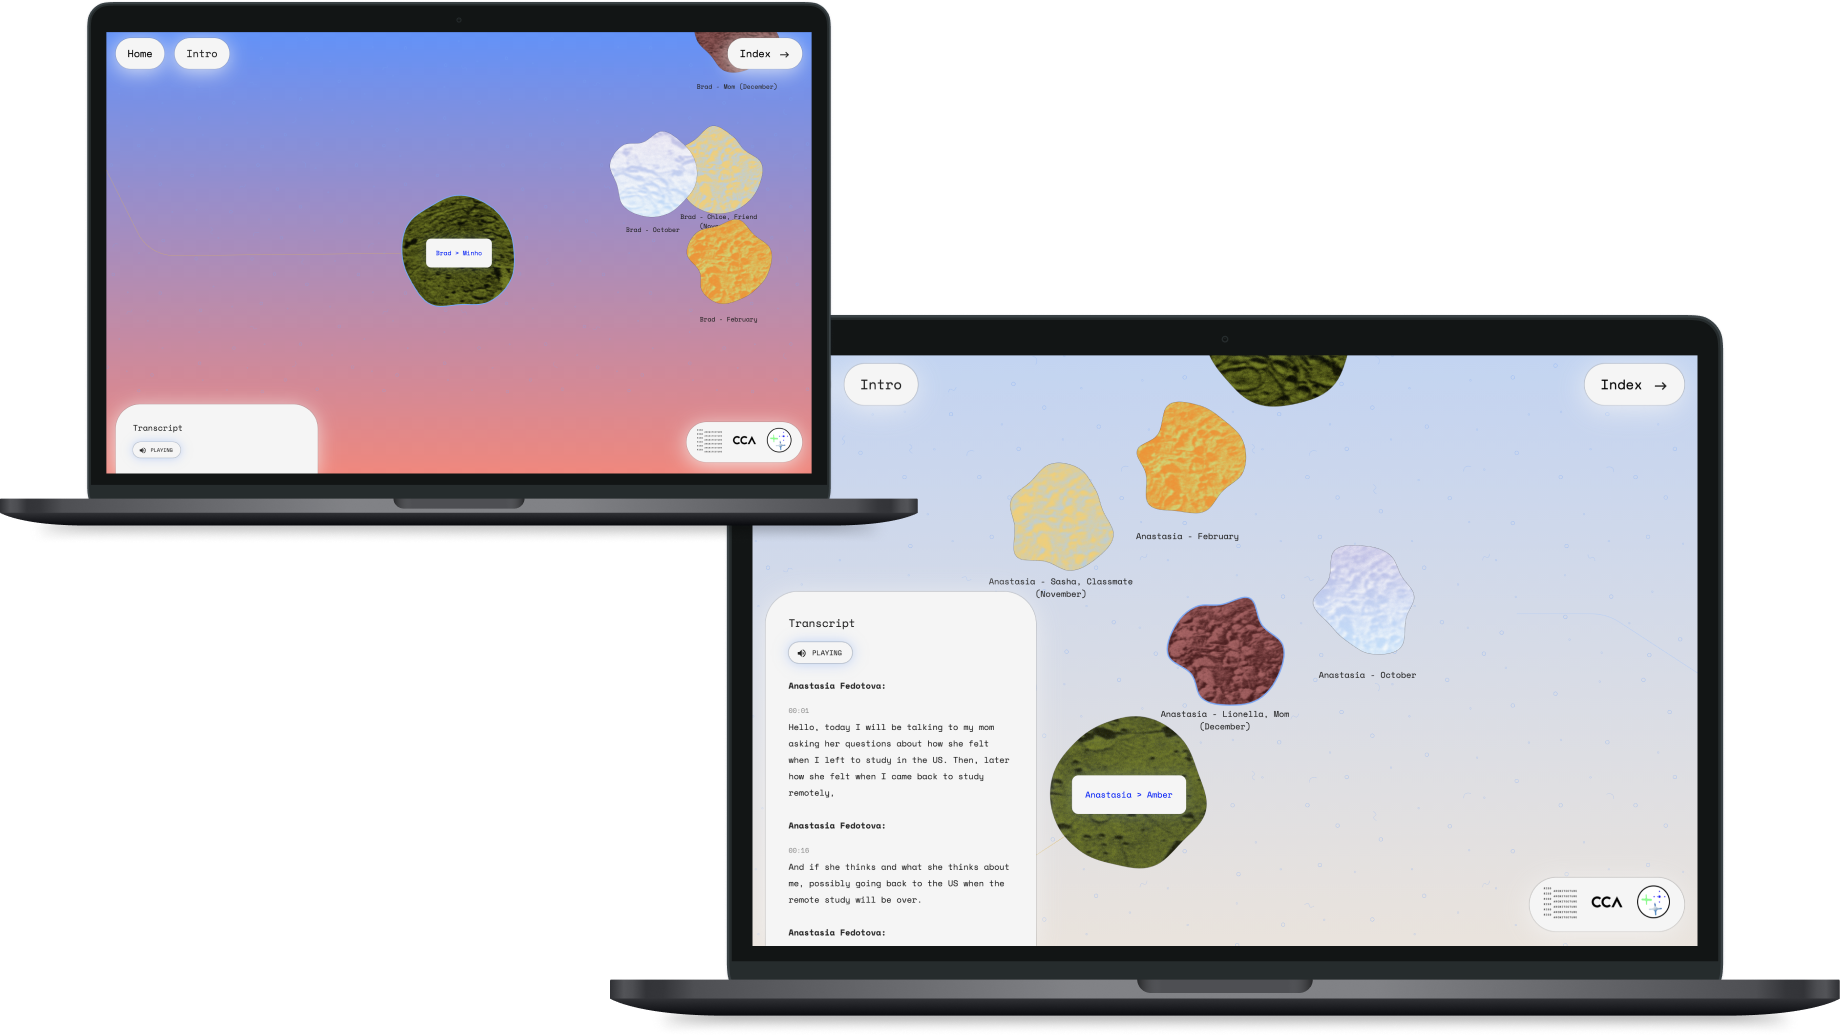 Home
Intro
Index →
Brad - Mom (December)
Brad - Chloe, Friend
Brad - October
Brad > Minho
Brad - February
Transcript
PLAYING
CCA
Intro
Index →
Anastasia - February
Anastasia - Sasha, Classmate
(November)
Anastasia - October
Anastasia - Lionella, Mom
(December)
Anastasia > Amber
Transcript
PLAYING
Anastasia Fedotova:
00:01
Hello, today I will be talking to my mom
asking her questions about how she felt
when I left to study in the US. Then, later
how she felt when I came back to study
remotely,
Anastasia Fedotova:
00:16
And if she thinks and what she thinks about
me, possibly going back to the US when the
remote study will be over.
Anastasia Fedotova:
CCA